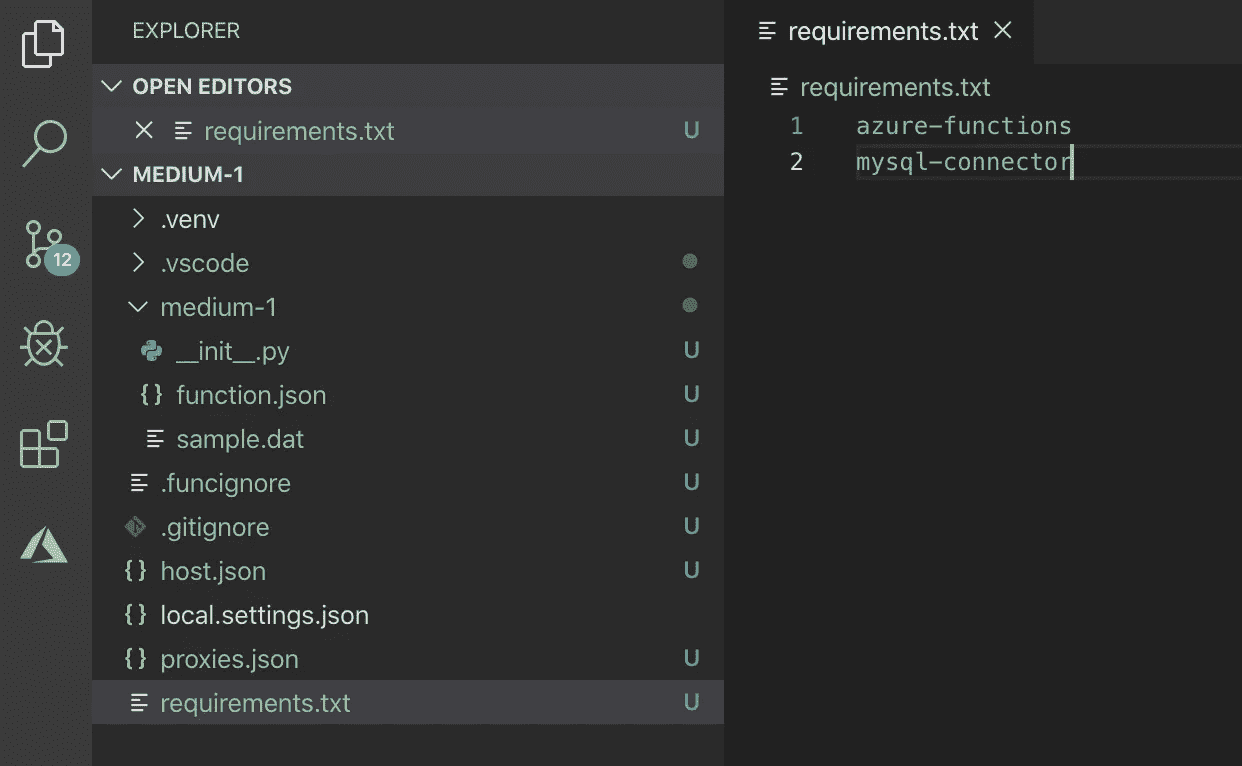 EXPLORER
OPEN EDITORS
requirements.txt U
MEDIUM-1
.venv
.vscode
medium-1
__init__.py U
function.json U
sample.dat U
.funcignore U
.gitignore U
host.json U
local.settings.json
proxies.json U
requirements.txt U
12
requirements.txt
requirements.txt
1 azure-functions
2 mysql-connector